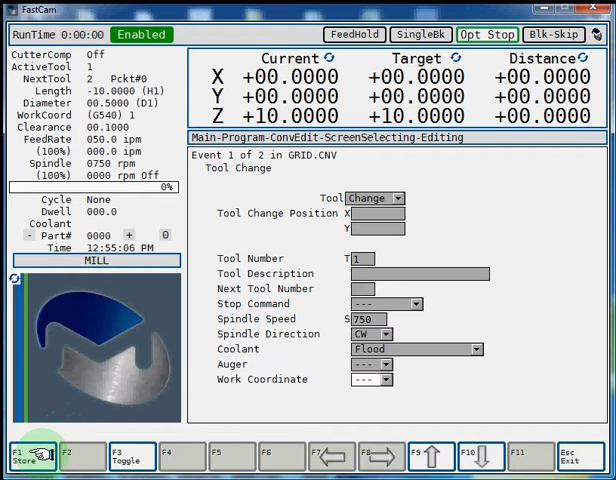 FastCam
RunTime 0:00:00 Enabled FeedHold SingleBk Opt Stop Blk-Skip
CutterComp Off
ActiveTool 1
NextTool 2 Pckt#0
Length -10.0000 (H1)
Diameter 00.5000 (D1)
WorkCoord (G540) 1
Clearance 00.1000
FeedRate 050.0 ipm
(100%) 000.0 ipm
Spindle 0750 rpm
(100%) 0000 rpm Off
0%
Cycle None
Dwell 000.0
Coolant
- Part# 0000 + 0
Time 12:55:06 PM
MILL
Current Target Distance
X +00.0000 +00.0000 +00.0000
Y +00.0000 +00.0000 +00.0000
Z +10.0000 +10.0000 +00.0000
Main-Program-ConvEdit-ScreenSelecting-Editing
Event 1 of 2 in GRID.CNV
Tool Change
Tool Change
Tool Change Position X
Y
Tool Number T 1
Tool Description
Next Tool Number
Stop Command ---
Spindle Speed S 750
Spindle Direction CW
Coolant Flood
Auger ---
Work Coordinate ---
F1 Store
F2
F3 Toggle
F4
F5
F6
F7
F8
F9
F10
F11
Esc Exit